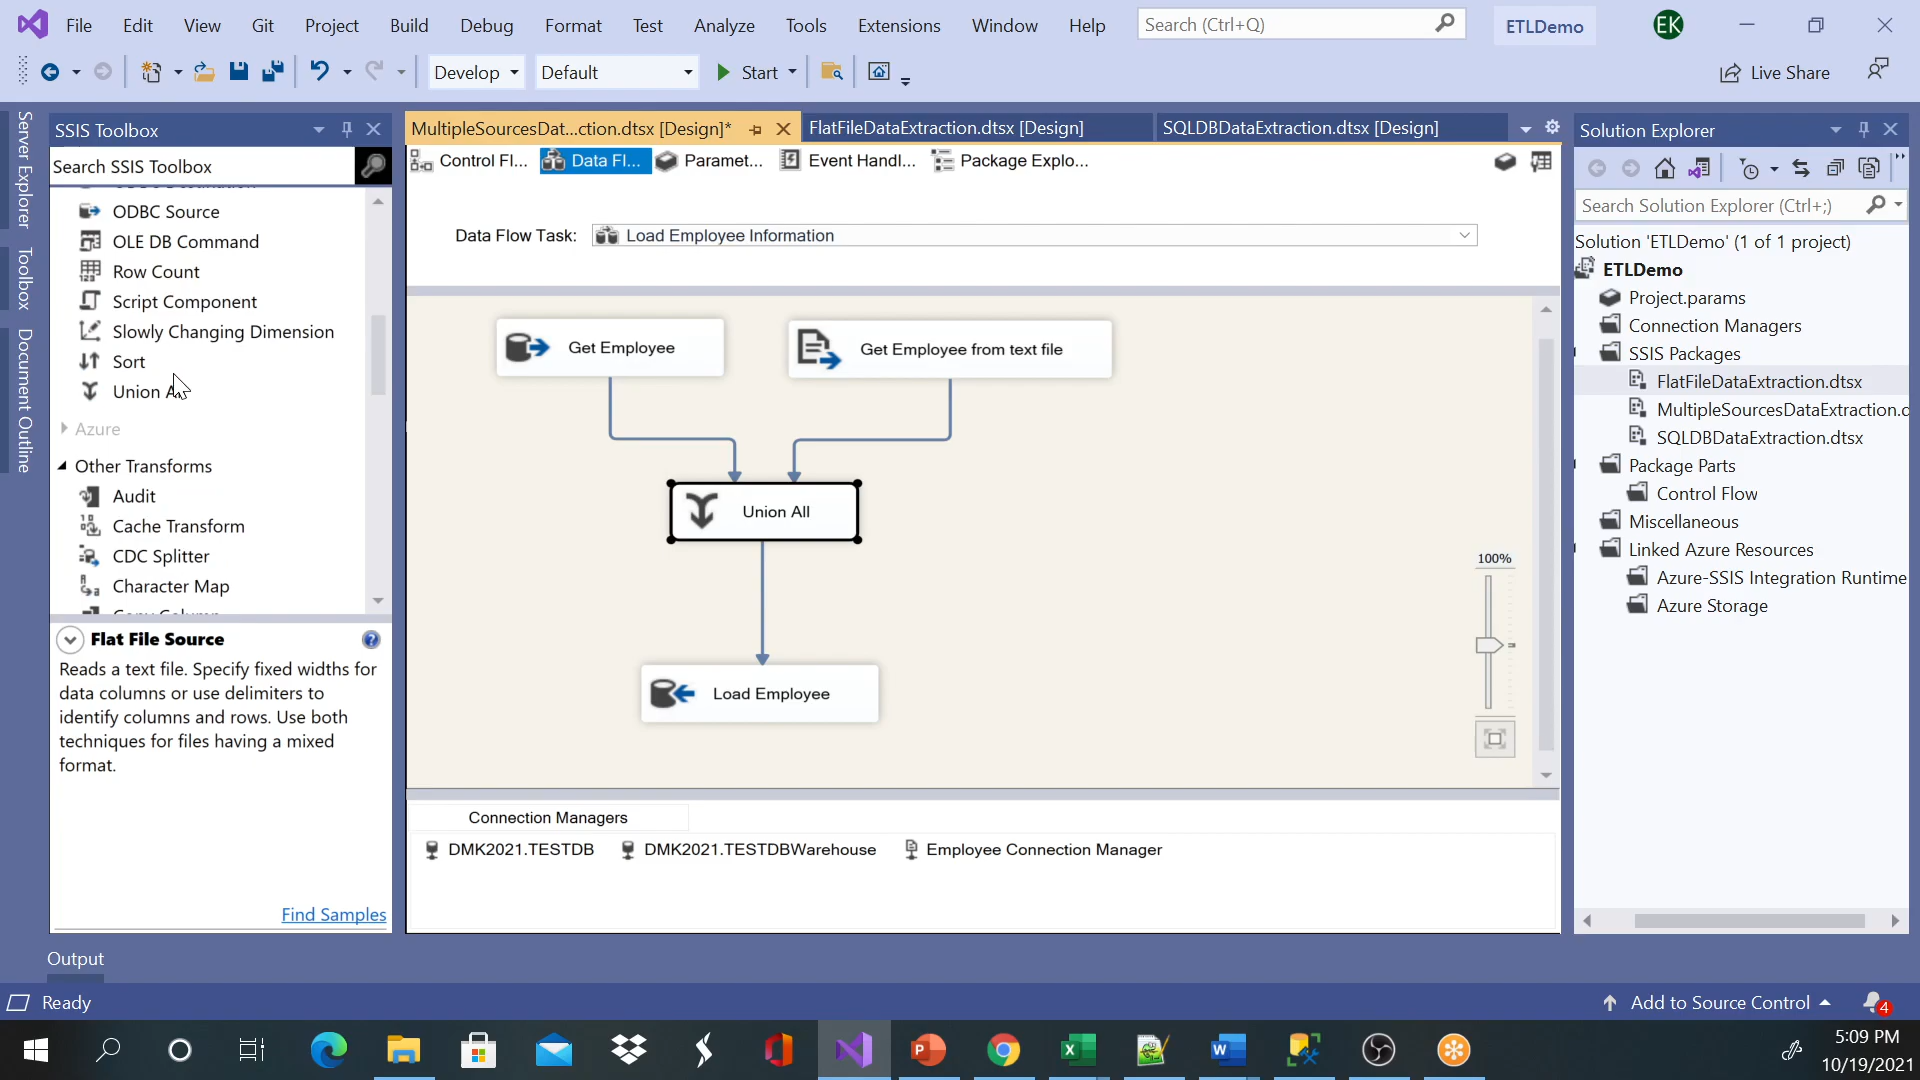 File Edit View Git Project Build Debug Format Test Analyze Tools Extensions Window Help Search (Ctrl+Q) ETLDemo EK
Develop Default Start Live Share
Server Explorer
Toolbox
Document Outline
SSIS Toolbox
Search SSIS Toolbox
ODBC Source
OLE DB Command
Row Count
Script Component
Slowly Changing Dimension
Sort
Union
Azure
Other Transforms
Audit
Cache Transform
CDC Splitter
Character Map
Flat File Source
Reads a text file. Specify fixed widths for
data columns or use delimiters to
identify columns and rows. Use both
techniques for files having a mixed
format.
Find Samples
MultipleSourcesDat...ction.dtsx [Design]* FlatFileDataExtraction.dtsx [Design] SQLDBDataExtraction.dtsx [Design]
Control Fl... Data Fl... Paramet... Event Handl... Package Explo...
Data Flow Task: Load Employee Information
Get Employee Get Employee from text file
Union All
Load Employee
100%
Connection Managers
DMK2021.TESTDB DMK2021.TESTDBWarehouse Employee Connection Manager
Solution Explorer
Search Solution Explorer (Ctrl+;)
Solution 'ETLDemo' (1 of 1 project)
ETLDemo
Project.params
Connection Managers
SSIS Packages
FlatFileDataExtraction.dtsx
MultipleSourcesDataExtraction.d
SQLDBDataExtraction.dtsx
Package Parts
Control Flow
Miscellaneous
Linked Azure Resources
Azure-SSIS Integration Runtime
Azure Storage
Output
Ready Add to Source Control 4
5:09 PM
10/19/2021